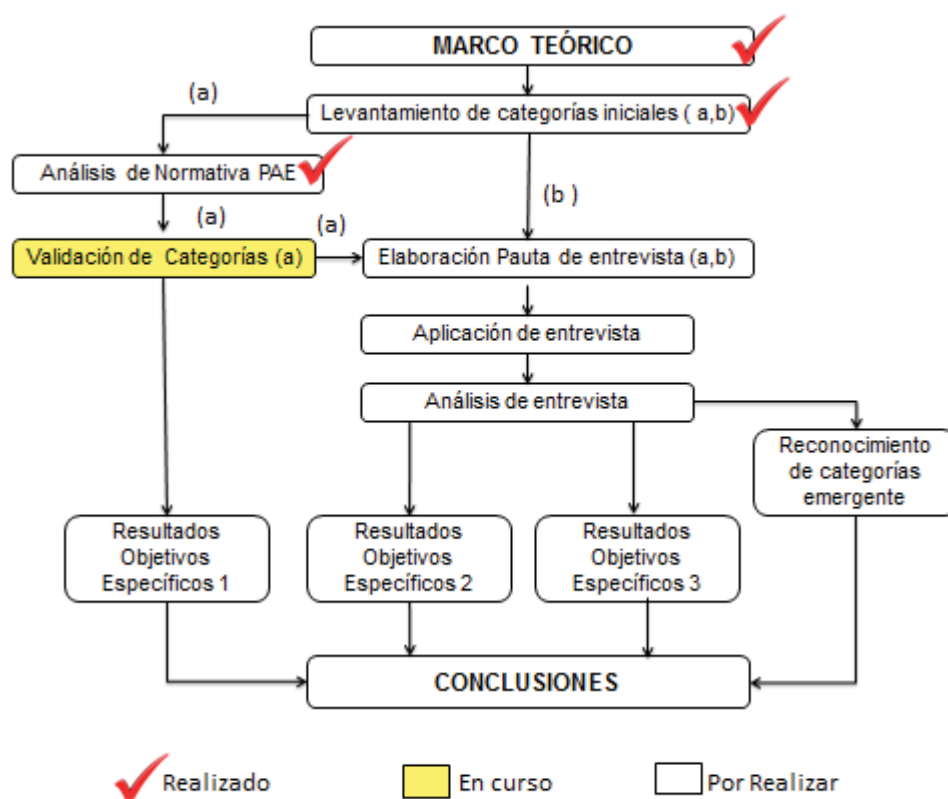 MARCO TEÓRICO
(a)
Levantamiento de categorías iniciales ( a,b)
Análisis de Normativa PAE
(b )
(a)
(a)
Validación de Categorías (a)
Elaboración Pauta de entrevista (a,b)
Aplicación de entrevista
Análisis de entrevista
Reconocimiento
de categorías
emergente
Resultados
Objetivos
Específicos 1
Resultados
Objetivos
Específicos 2
Resultados
Objetivos
Específicos 3
CONCLUSIONES
Realizado
En curso
Por Realizar